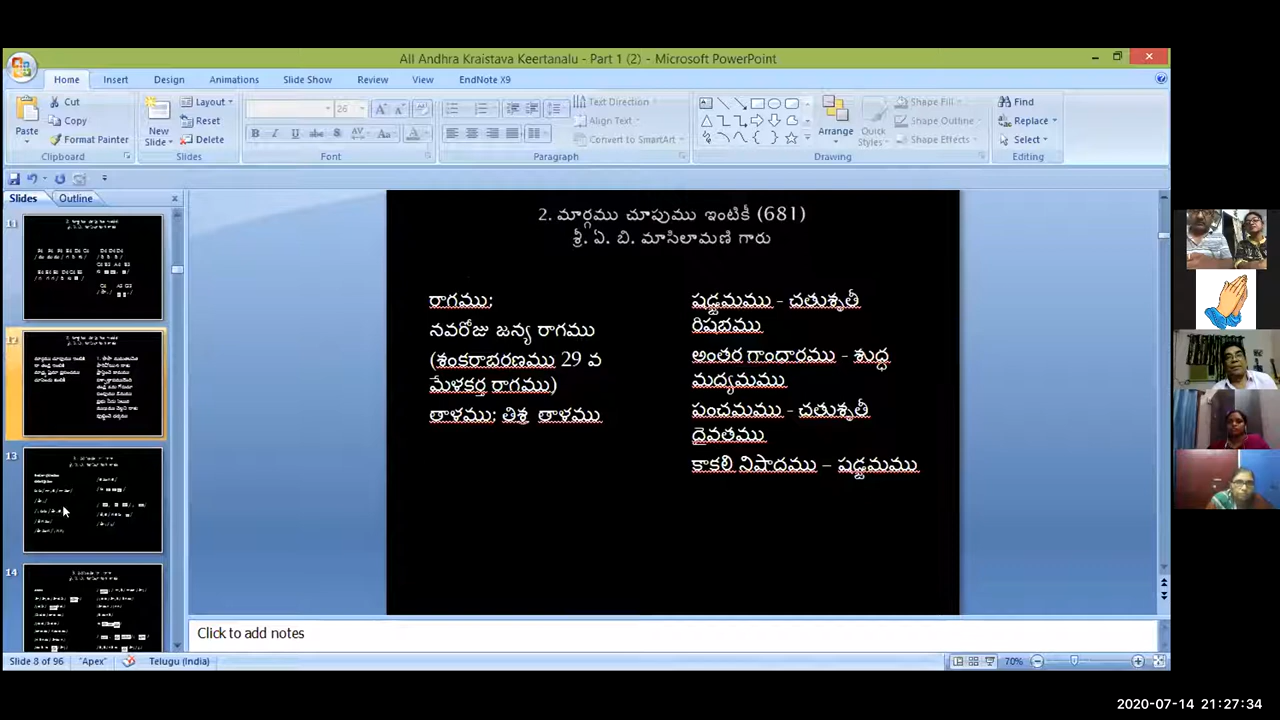 All Andhra Kraistava Keertanalu - Part 1 (2) - Microsoft PowerPoint
Home Insert Design Animations Slide Show Review View EndNote X9
Cut
Copy
Format Painter
Paste
Clipboard
New Slide
Layout
Reset
Delete
Slides
26
Font
Text Direction
Align Text
Convert to SmartArt
Paragraph
Arrange
Quick Styles
Shape Fill
Shape Outline
Shape Effects
Drawing
Find
Replace
Select
Editing
Slides Outline
11
13
14
2. మార్గము చూపుము ఇంటికి (681)
శ్రీ. ఏ. బి. మాసిలామణి గారు
రాగము:
నవరోజు జన్య రాగము
(శంకరాభరణము 29 వ
మేళకర్త రాగము)
తాళము: తిశ్ర తాళము
షడ్జమము - చతుశృతీ
రిషభము
అంతర గాంధారము - శుద్ధ
మధ్యమము
పంచమము - చతుశృతీ
దైవతము
కాకలి నిషాదము – షడ్జమము
Click to add notes
Slide 8 of 96 "Apex" Telugu (India) 70%
2020-07-14 21:27:34